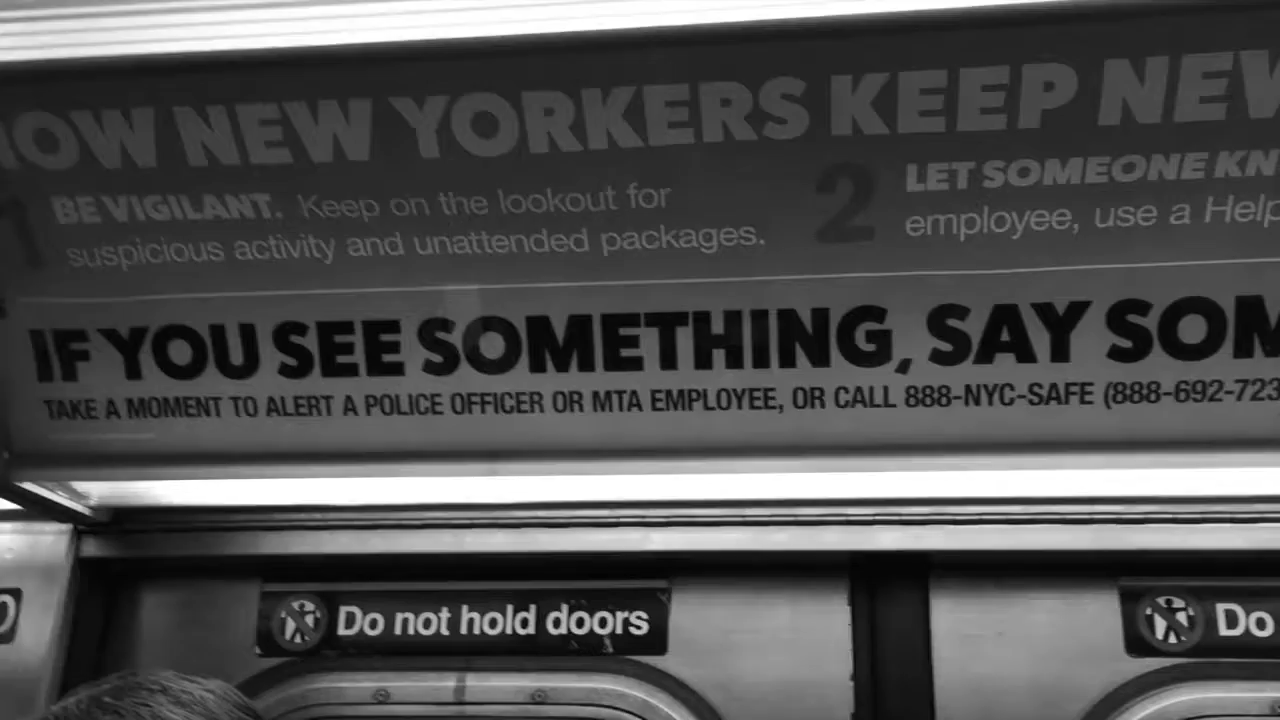 HOW NEW YORKERS KEEP NEW
1 BE VIGILANT. Keep on the lookout for
suspicious activity and unattended packages.
2 LET SOMEONE KN
employee, use a Help
IF YOU SEE SOMETHING, SAY SOM
TAKE A MOMENT TO ALERT A POLICE OFFICER OR MTA EMPLOYEE, OR CALL 888-NYC-SAFE (888-692-723
Do not hold doors
Do